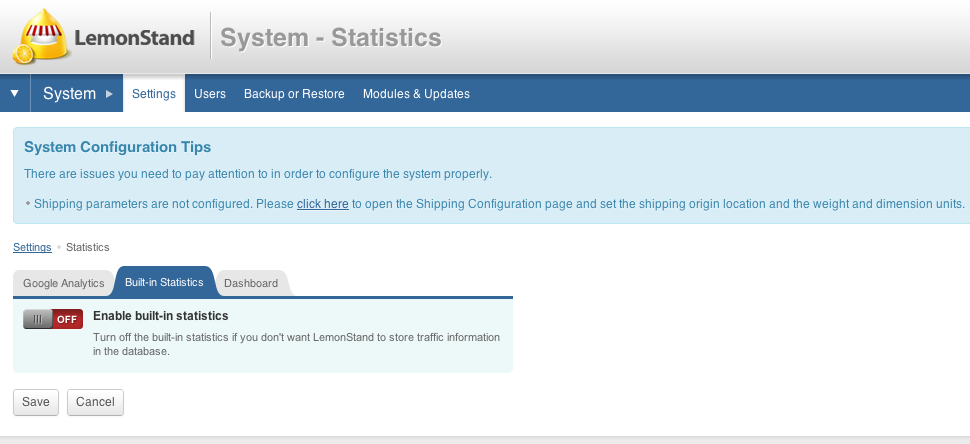 LemonStand
System - Statistics
System
Settings
Users
Backup or Restore
Modules & Updates
System Configuration Tips
There are issues you need to pay attention to in order to configure the system properly.
• Shipping parameters are not configured. Please click here to open the Shipping Configuration page and set the shipping origin location and the weight and dimension units.
Settings • Statistics
Google Analytics
Built-in Statistics
Dashboard
OFF
Enable built-in statistics
Turn off the built-in statistics if you don't want LemonStand to store traffic information
in the database.
Save
Cancel